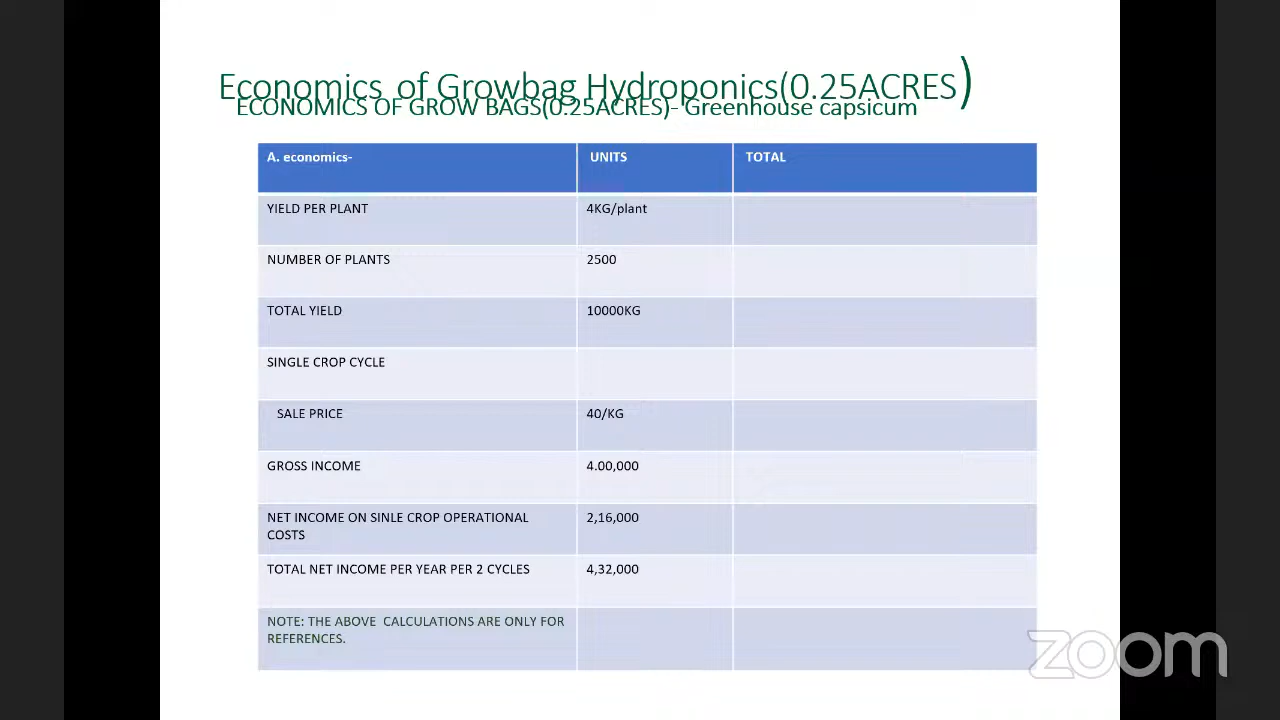 Economics of Growbag Hydroponics(0.25ACRES)
ECONOMICS OF GROW BAGS(0.25ACRES)- Greenhouse capsicum
A. economics- UNITS TOTAL
YIELD PER PLANT 4KG/plant
NUMBER OF PLANTS 2500
TOTAL YIELD 10000KG
SINGLE CROP CYCLE
SALE PRICE 40/KG
GROSS INCOME 4.00,000
NET INCOME ON SINLE CROP OPERATIONAL 2,16,000
COSTS
TOTAL NET INCOME PER YEAR PER 2 CYCLES 4,32,000
NOTE: THE ABOVE CALCULATIONS ARE ONLY FOR
REFERENCES.
zoom